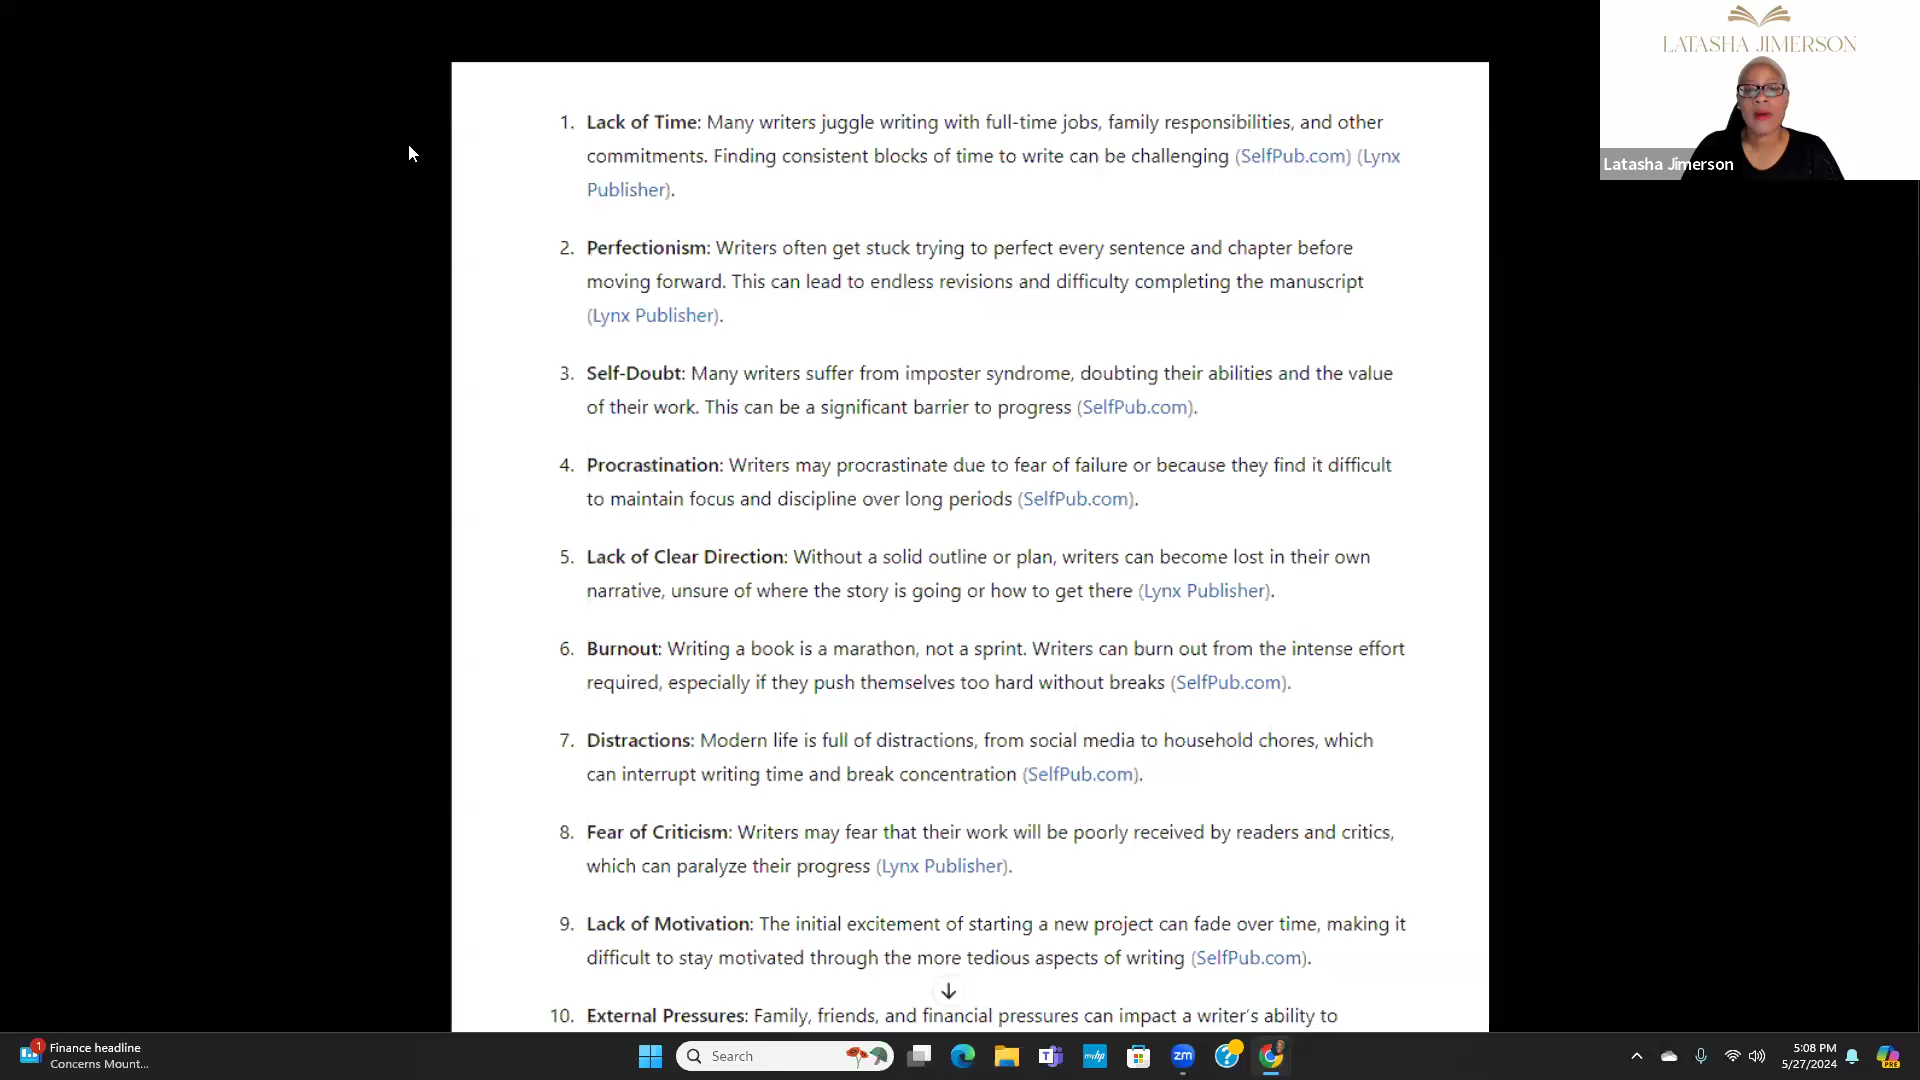 LATASHA JIMERSON
Latasha Jimerson
1. Lack of Time: Many writers juggle writing with full-time jobs, family responsibilities, and other
commitments. Finding consistent blocks of time to write can be challenging (SelfPub.com) (Lynx
Publisher).
2. Perfectionism: Writers often get stuck trying to perfect every sentence and chapter before
moving forward. This can lead to endless revisions and difficulty completing the manuscript
(Lynx Publisher).
3. Self-Doubt: Many writers suffer from imposter syndrome, doubting their abilities and the value
of their work. This can be a significant barrier to progress (SelfPub.com).
4. Procrastination: Writers may procrastinate due to fear of failure or because they find it difficult
to maintain focus and discipline over long periods (SelfPub.com).
5. Lack of Clear Direction: Without a solid outline or plan, writers can become lost in their own
narrative, unsure of where the story is going or how to get there (Lynx Publisher).
6. Burnout: Writing a book is a marathon, not a sprint. Writers can burn out from the intense effort
required, especially if they push themselves too hard without breaks (SelfPub.com).
7. Distractions: Modern life is full of distractions, from social media to household chores, which
can interrupt writing time and break concentration (SelfPub.com).
8. Fear of Criticism: Writers may fear that their work will be poorly received by readers and critics,
which can paralyze their progress (Lynx Publisher).
9. Lack of Motivation: The initial excitement of starting a new project can fade over time, making it
difficult to stay motivated through the more tedious aspects of writing (SelfPub.com).
10. External Pressures: Family, friends, and financial pressures can impact a writer's ability to
1
Finance headline
Concerns Mount...
Search
T
myhp
zm
?
PRE
5:08 PM
5/27/2024